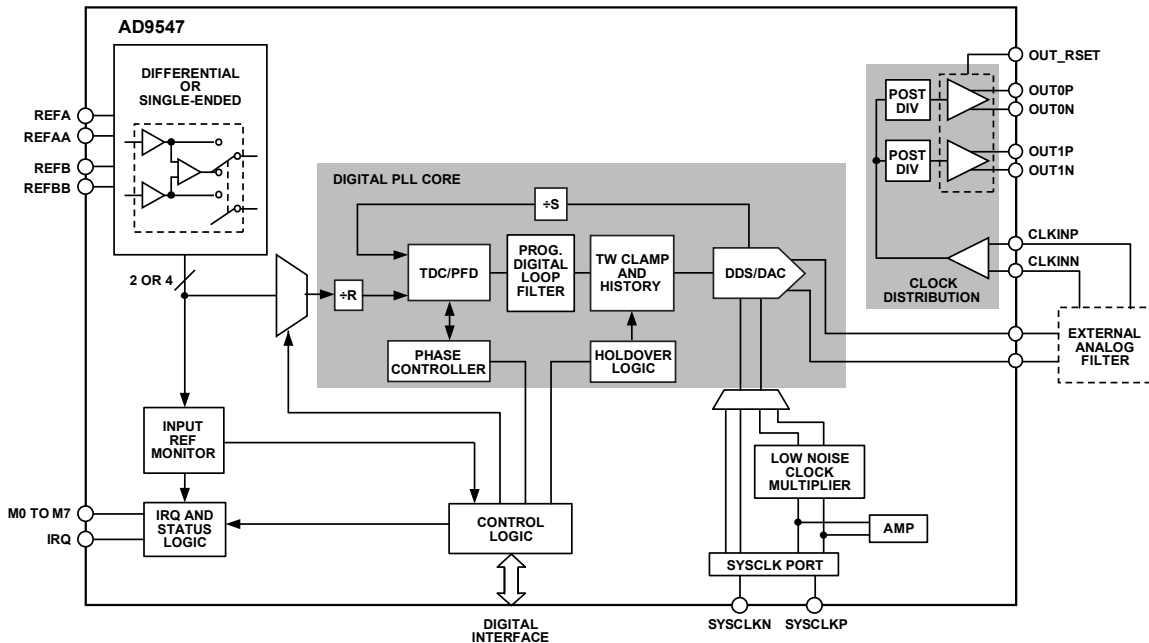 AD9547
DIFFERENTIAL
OR
SINGLE-ENDED
REFA
REFAA
REFB
REFBB
2 OR 4
DIGITAL PLL CORE
÷S
÷R
TDC/PFD
PROG.
DIGITAL
LOOP
FILTER
TW CLAMP
AND
HISTORY
DDS/DAC
PHASE
CONTROLLER
HOLDOVER
LOGIC
POST
DIV
POST
DIV
CLOCK
DISTRIBUTION
OUT_RSET
OUT0P
OUT0N
OUT1P
OUT1N
CLKINP
CLKINN
EXTERNAL
ANALOG
FILTER
INPUT
REF
MONITOR
LOW NOISE
CLOCK
MULTIPLIER
AMP
M0 TO M7
IRQ
IRQ AND
STATUS
LOGIC
CONTROL
LOGIC
SYSCLK PORT
DIGITAL
INTERFACE
SYSCLKN
SYSCLKP